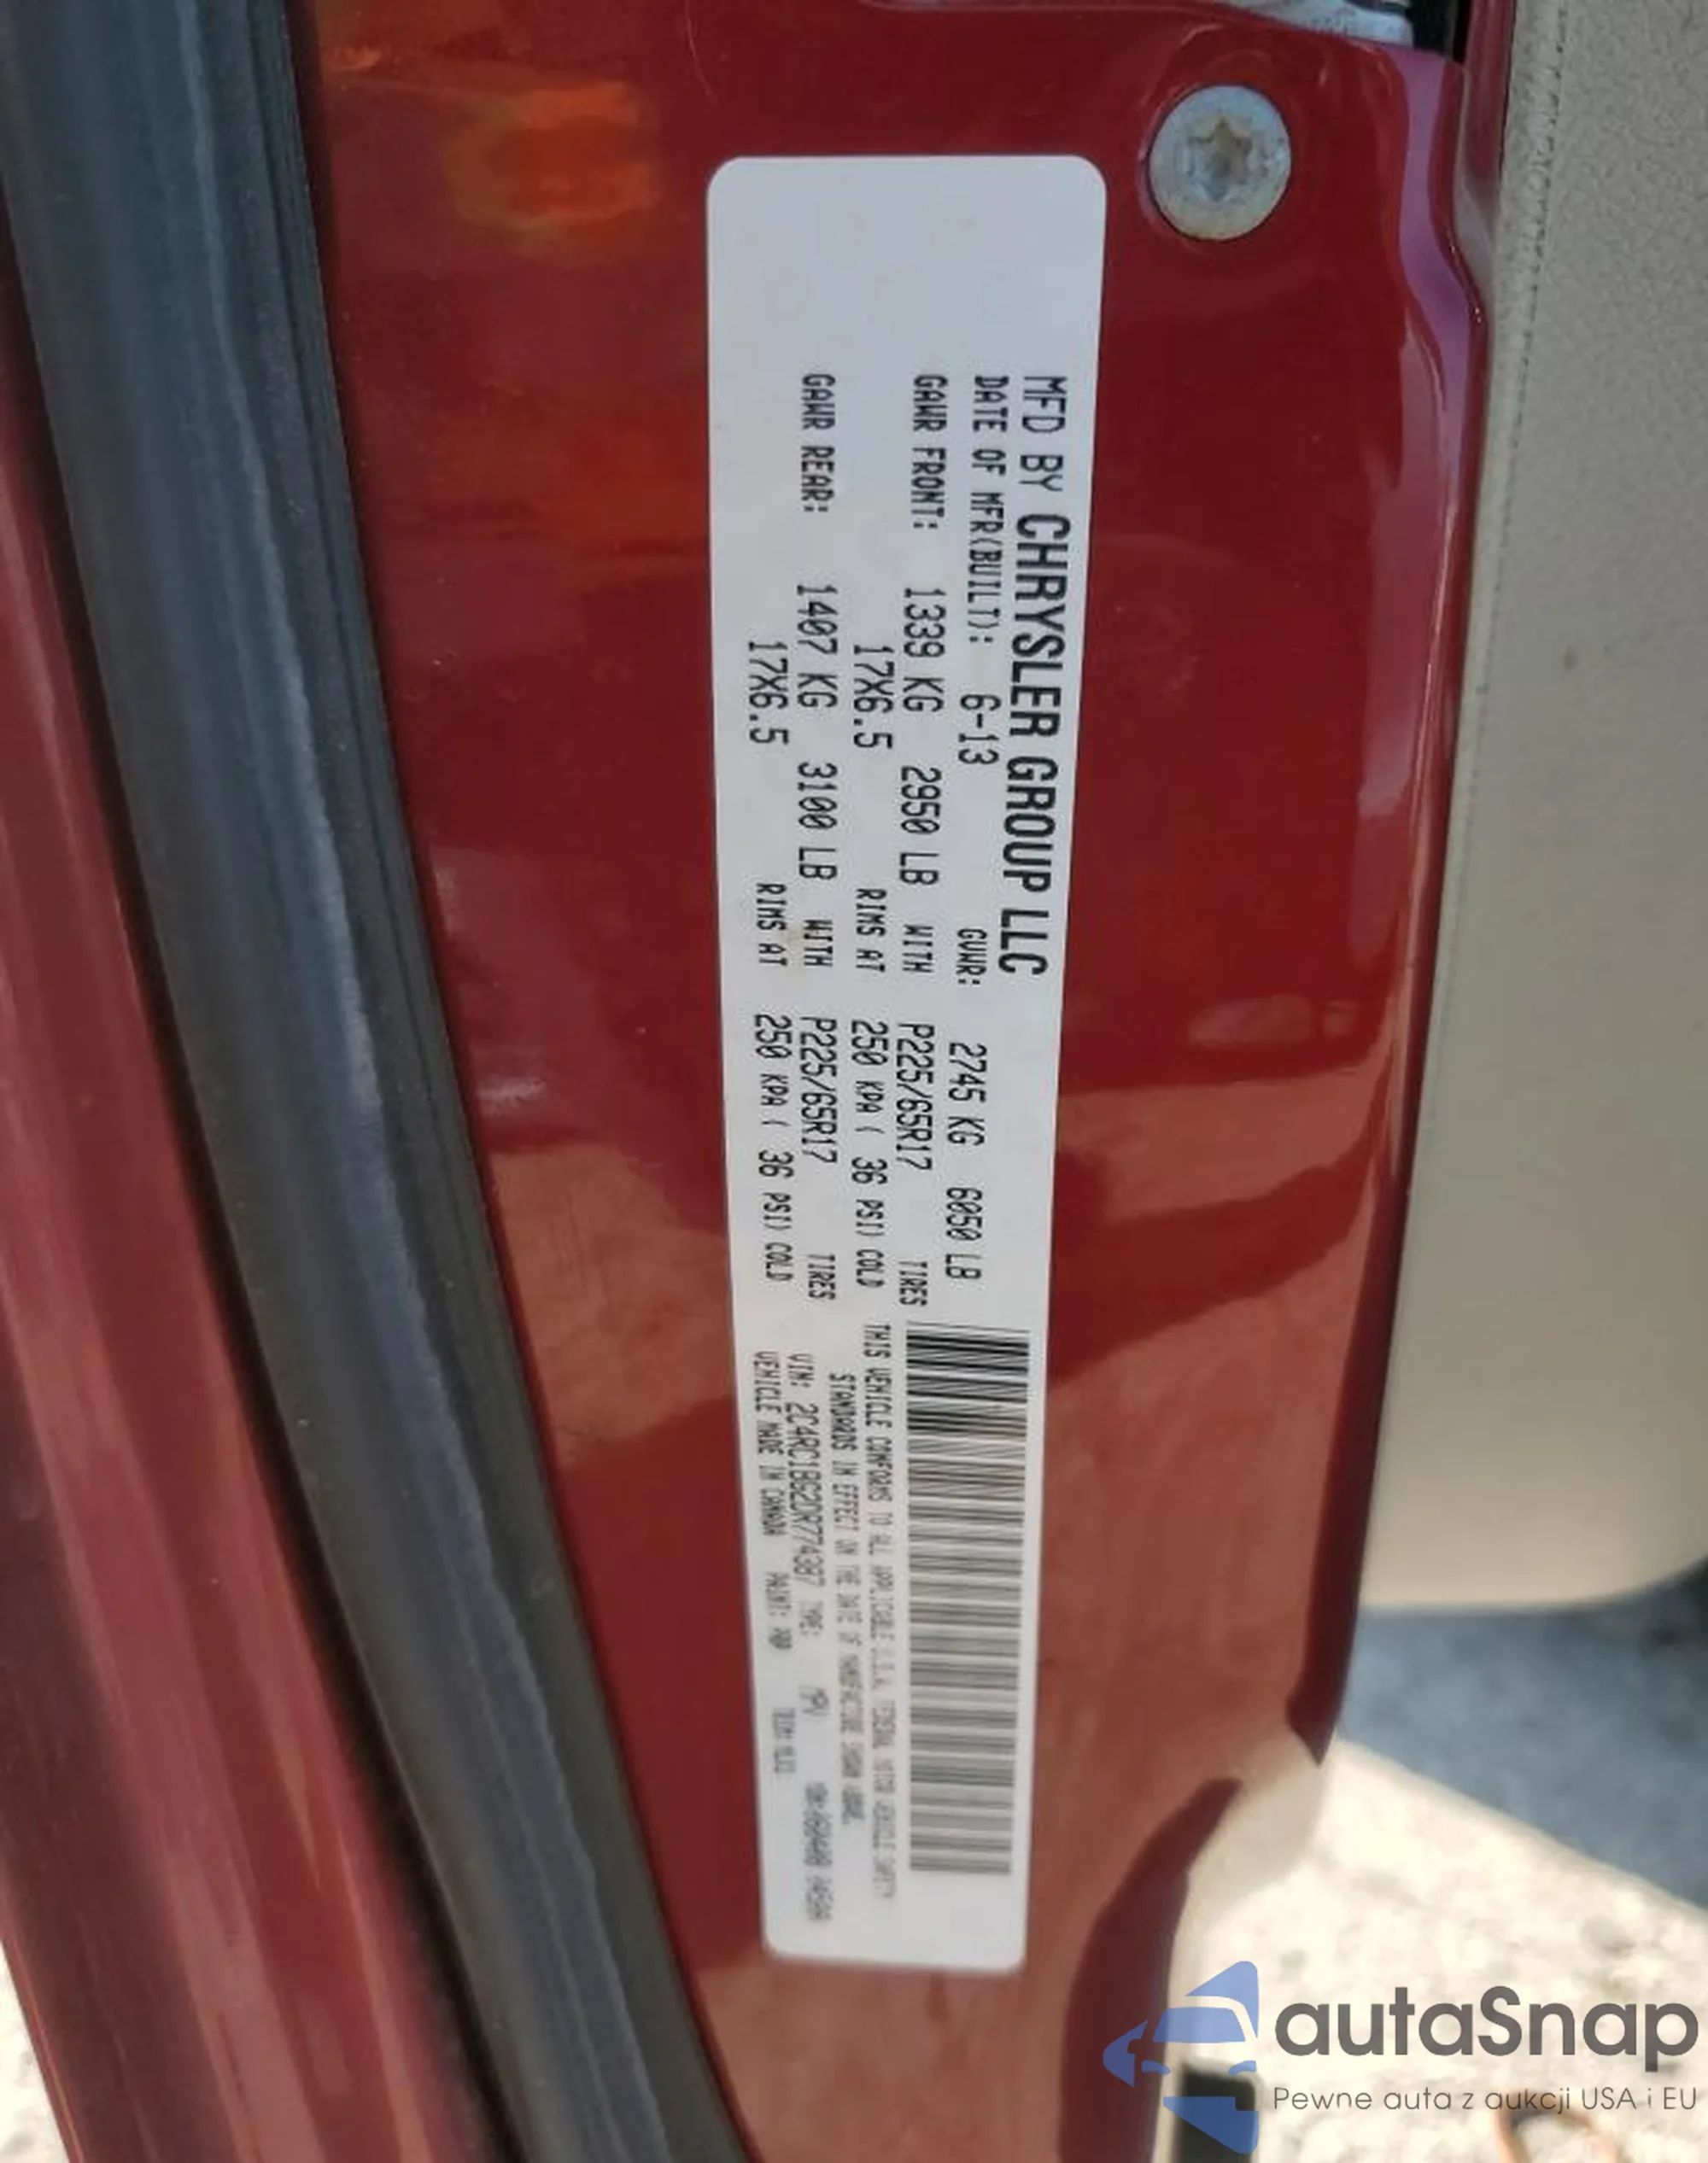 MFD BY CHRYSLER GROUP LLC
DATE OF MFR(BUILT): 6-13 GVWR: 2745 KG 6050 LB
GAWR FRONT: 1339 KG 2950 LB WITH P225/65R17 TIRES
17X6.5 RIMS AT 250 KPA ( 36 PSI) COLD
GAWR REAR: 1407 KG 3100 LB WITH P225/65R17 TIRES
17X6.5 RIMS AT 250 KPA ( 36 PSI) COLD
THIS VEHICLE CONFORMS TO ALL APPLICABLE U.S.A. FEDERAL MOTOR VEHICLE SAFETY
STANDARDS IN EFFECT ON THE DATE OF MANUFACTURE SHOWN ABOVE.
VIN: 2C4RC1BG2DR774387 TYPE: MPV
VEHICLE MADE IN CANADA PAINT: TRIM:
autaSnap
Pewne auta z aukcji USA i EU